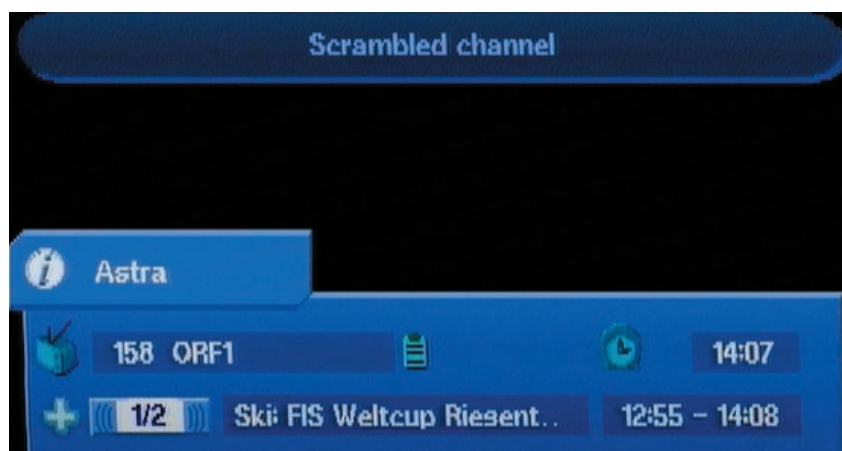 Scrambled channel
i Astra
158 ORF1 14:07
1/2 Ski: FIS Weltcup Riesent.. 12:55 - 14:08